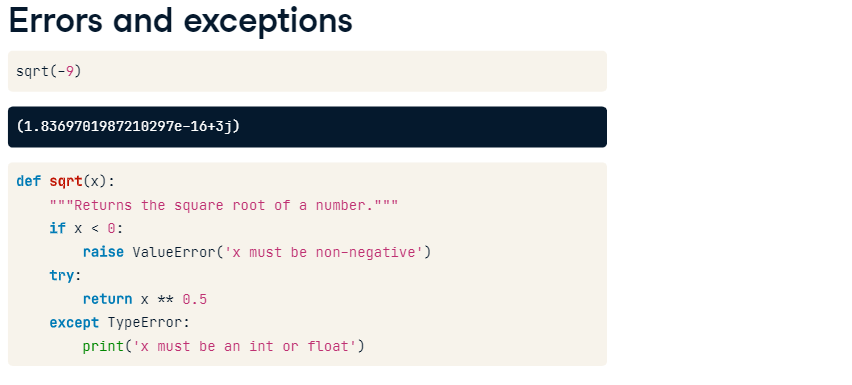 Errors and exceptions
sqrt(-9)
(1.8369701987210297e-16+3j)
def sqrt(x):
    """Returns the square root of a number."""
    if x < 0:
        raise ValueError('x must be non-negative')
    try:
        return x ** 0.5
    except TypeError:
        print('x must be an int or float')